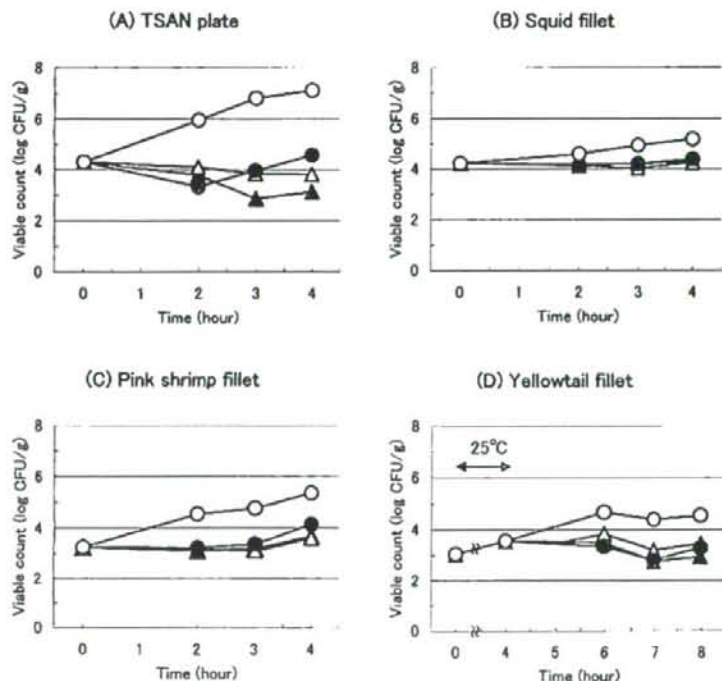 (A) TSAN plate
Viable count (log CFU/g)
8
6
4
2
0
0 1 2 3 4
Time (hour)
(B) Squid fillet
Viable count (log CFU/g)
8
6
4
2
0
0 1 2 3 4
Time (hour)
(C) Pink shrimp fillet
Viable count (log CFU/g)
8
6
4
2
0
0 1 2 3 4
Time (hour)
(D) Yellowtail fillet
Viable count (log CFU/g)
8
6
4
2
0
25°C
0 4 6 7 8
Time (hour)